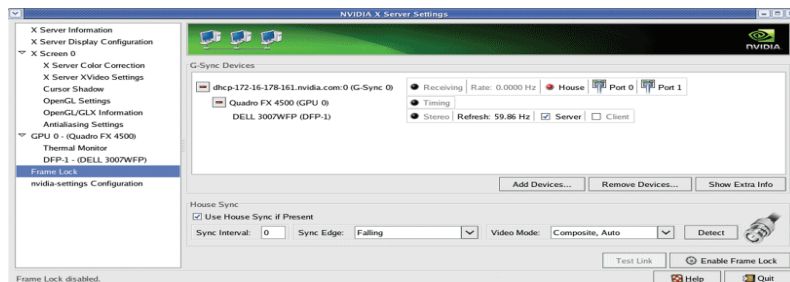 NVIDIA X Server Settings
X Server Information
X Server Display Configuration
X Screen 0
X Server Color Correction
X Server XVideo Settings
Cursor Shadow
OpenGL Settings
OpenGL/GLX Information
Antialiasing Settings
GPU 0 - (Quadro FX 4500)
Thermal Monitor
DFP-1 - (DELL 3007WFP)
Frame Lock
nvidia-settings Configuration
NVIDIA
G-Sync Devices
dhcp-172-16-178-161.nvidia.com:0 (G-Sync 0) Receiving Rate: 0.0000 Hz House Port 0 Port 1
Quadro FX 4500 (GPU 0) Timing
DELL 3007WFP (DFP-1) Stereo Refresh: 59.86 Hz Server Client
Add Devices... Remove Devices... Show Extra Info
House Sync
Use House Sync if Present
Sync Interval: 0 Sync Edge: Falling Video Mode: Composite, Auto Detect
Test Link Enable Frame Lock
Frame Lock disabled. Help Quit